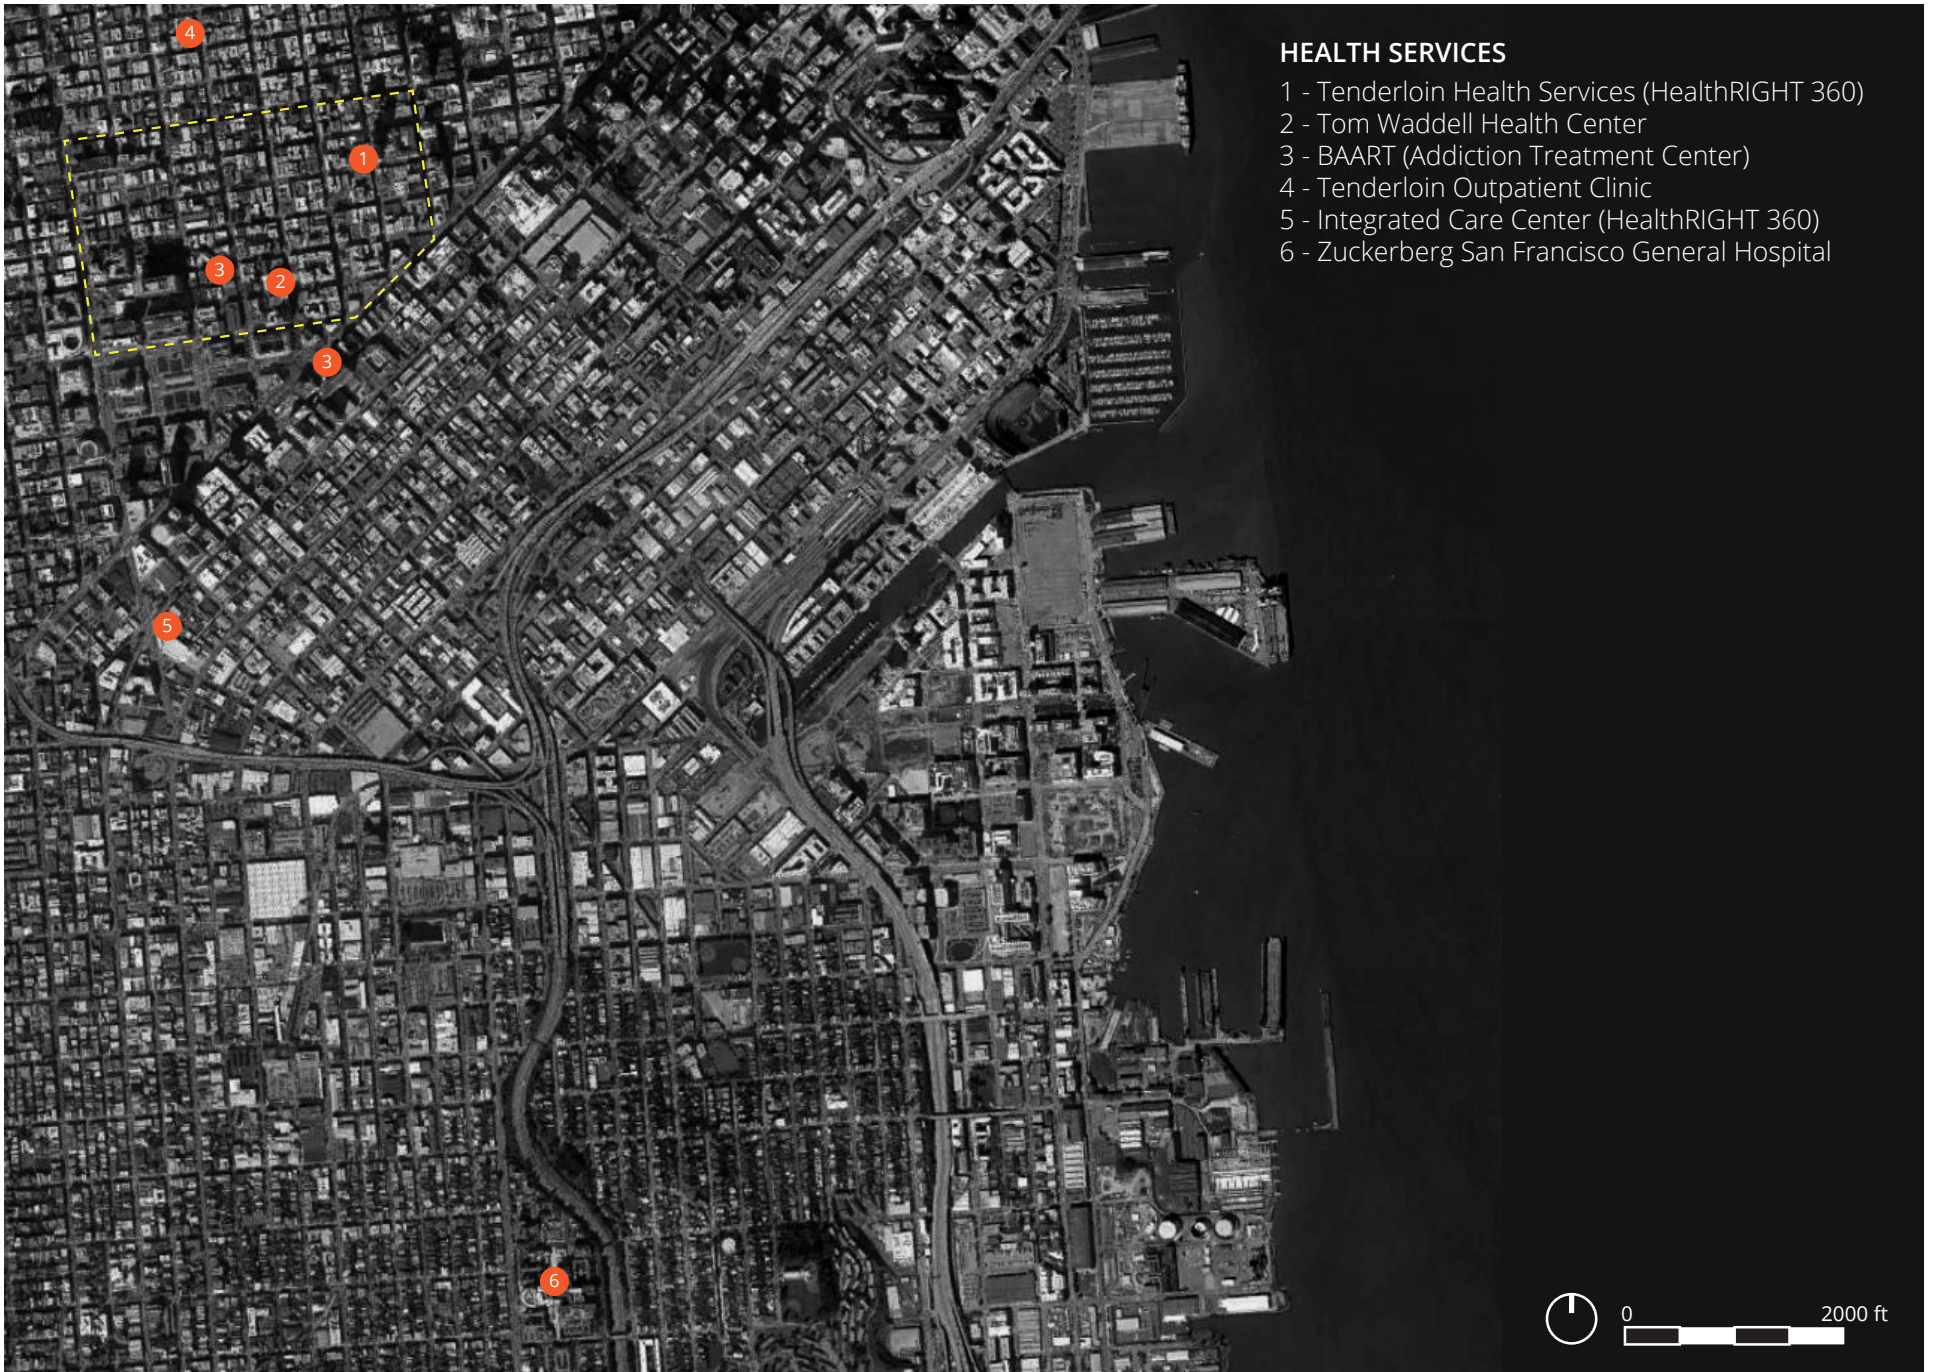 HEALTH SERVICES
1 - Tenderloin Health Services (HealthRIGHT 360)
2 - Tom Waddell Health Center
3 - BAART (Addiction Treatment Center)
4 - Tenderloin Outpatient Clinic
5 - Integrated Care Center (HealthRIGHT 360)
6 - Zuckerberg San Francisco General Hospital
4
1
3
2
3
5
6
0 2000 ft